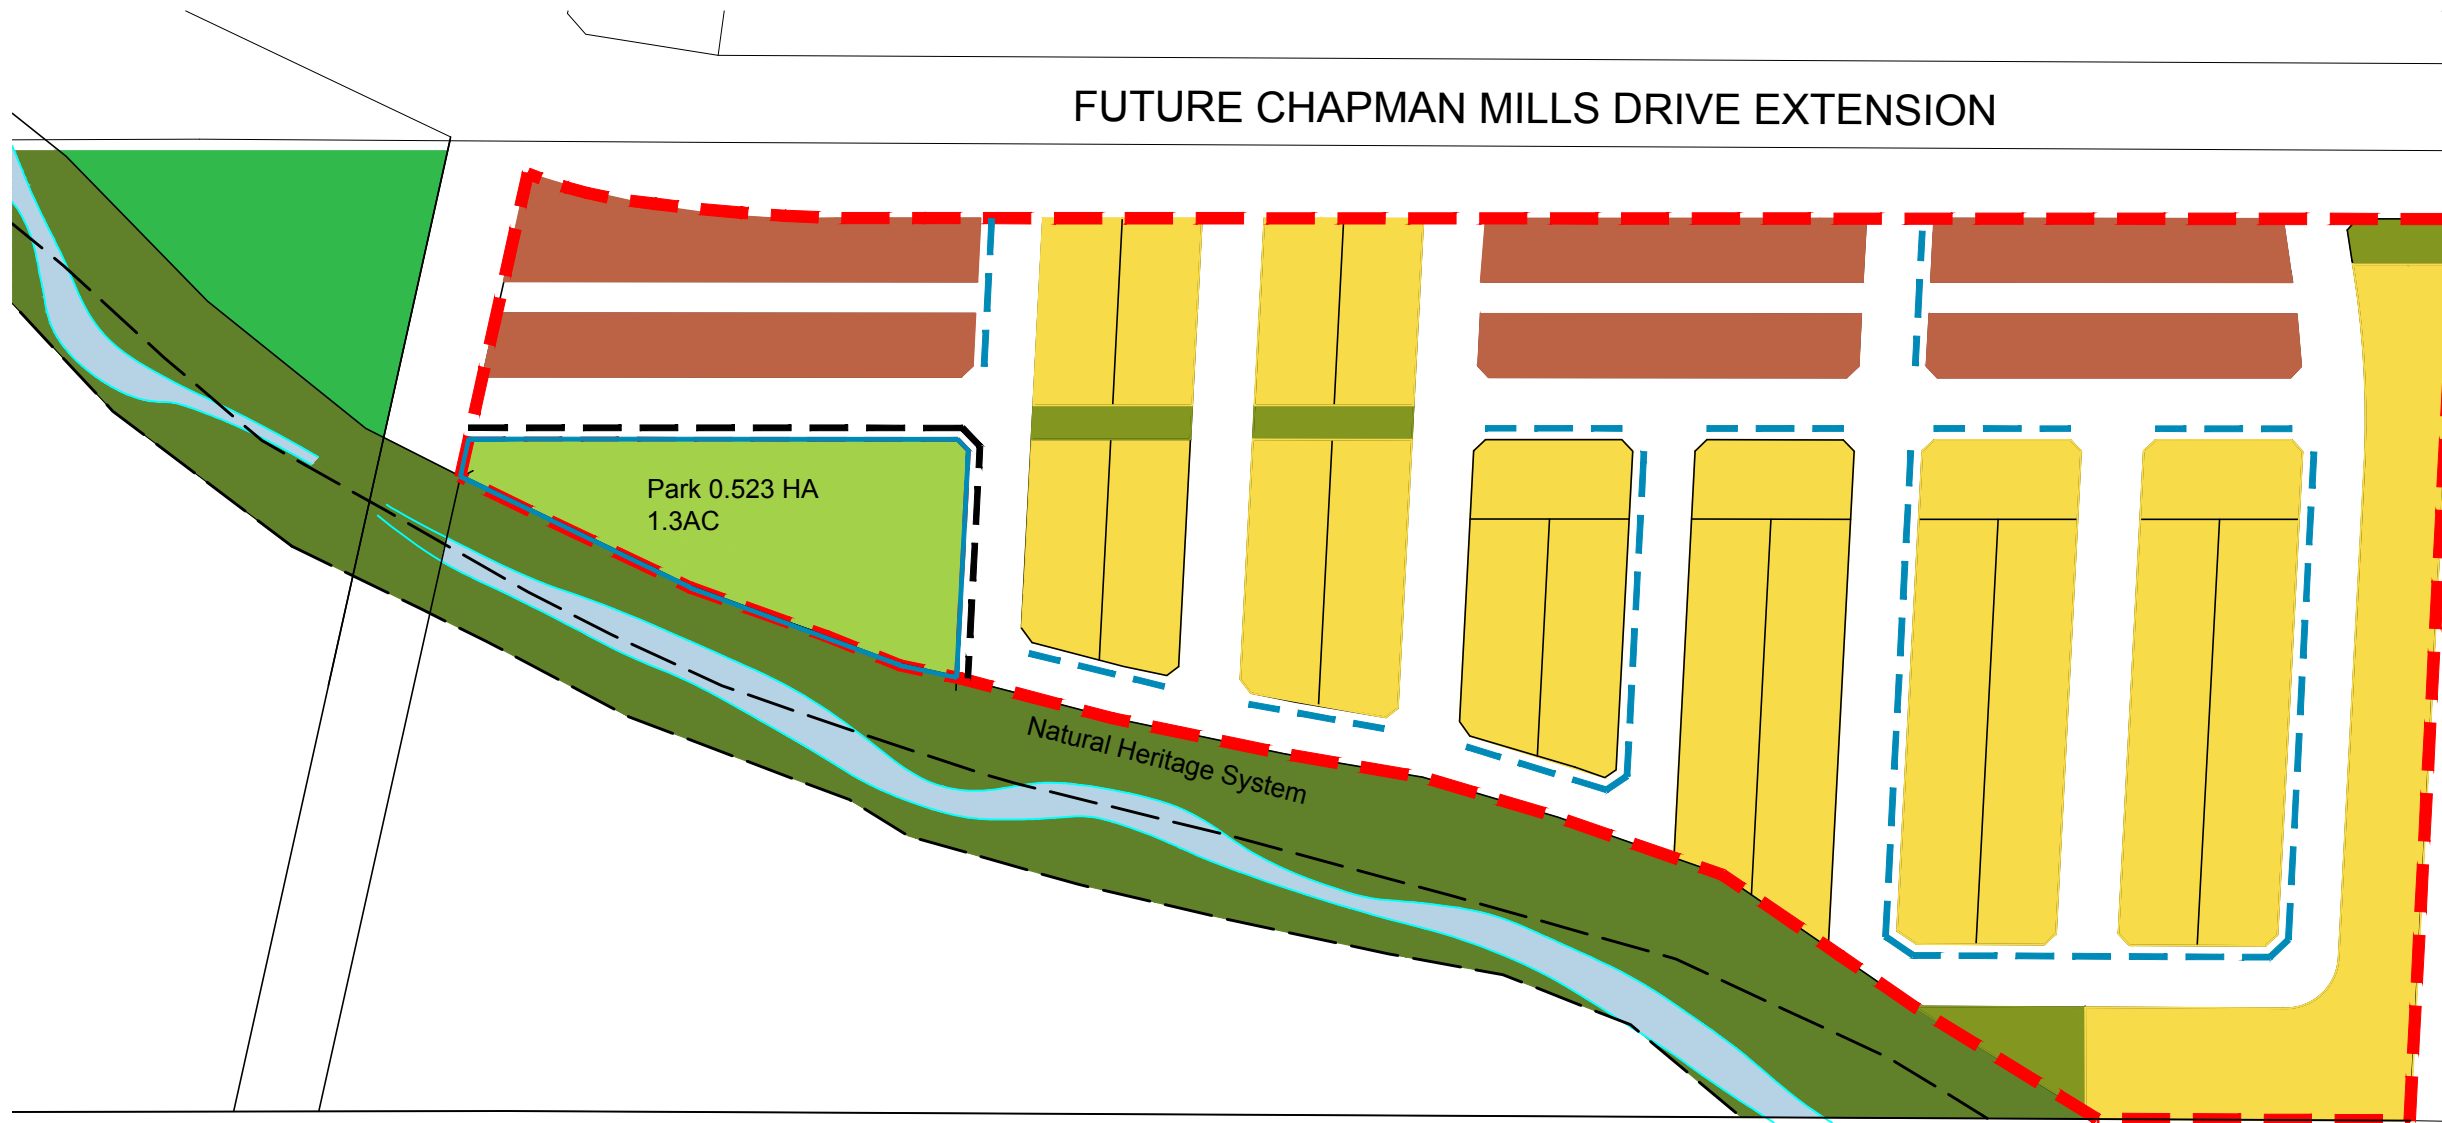 FUTURE CHAPMAN MILLS DRIVE EXTENSION
Park 0.523 HA
1.3AC
Natural Heritage System